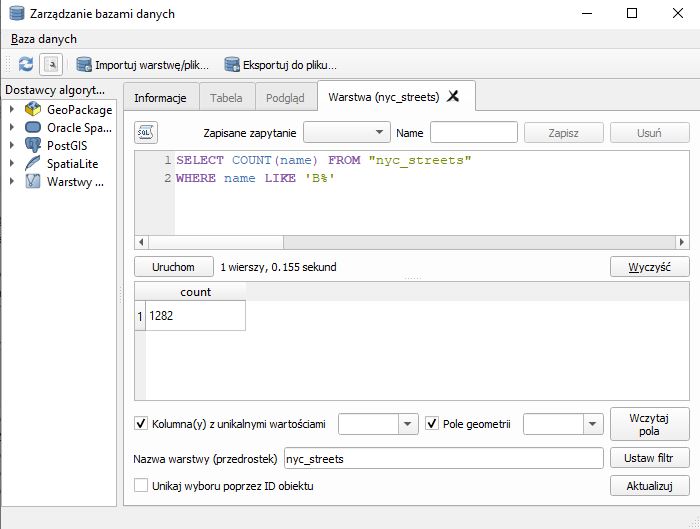 Zarządzanie bazami danych
Baza danych
Importuj warstwę/plik... Eksportuj do pliku...
Dostawcy algoryt...
GeoPackage
Oracle Spa...
PostGIS
SpatiaLite
Warstwy ...
Informacje Tabela Podgląd Warstwa (nyc_streets)
SQL Zapisane zapytanie Name Zapisz Usuń
1 SELECT COUNT(name) FROM "nyc_streets"
2 WHERE name LIKE 'B%'
Uruchom 1 wierszy, 0.155 sekund Wyczyść
count
1 1282
Kolumna(y) z unikalnymi wartościami Pole geometrii Wczytaj pola
Nazwa warstwy (przedrostek) nyc_streets Ustaw filtr
Unikaj wyboru poprzez ID obiektu Aktualizuj